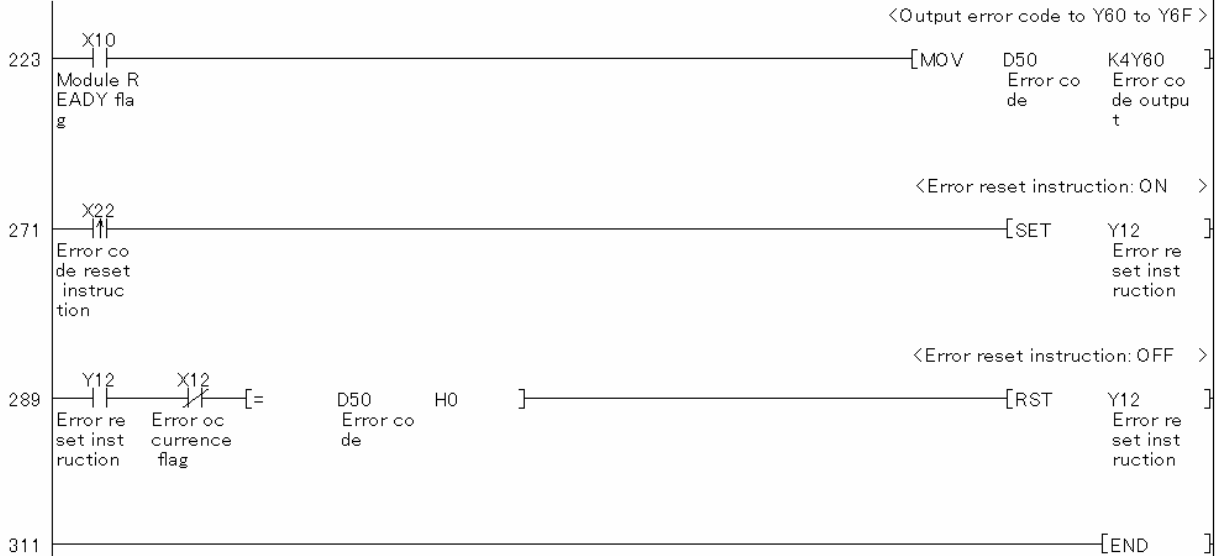 <Output error code to Y60 to Y6F >
X10
223 [MOV D50 K4Y60 ]
Module R Error co Error co
EADY fla de de outpu
g t
<Error reset instruction: ON >
X22
271 [SET Y12 ]
Error co Error re
de reset set inst
instruc ruction
tion
<Error reset instruction: OFF >
Y12 X12
289 [= D50 H0 ] [RST Y12 ]
Error re Error oc Error co Error re
set inst currence de set inst
ruction flag ruction
311 [END ]